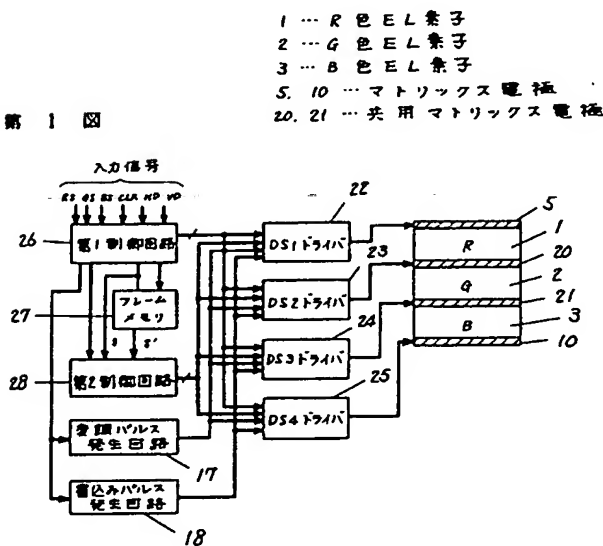 1 … R 色 E L 素 子
2 … G 色 E L 素 子
3 … B 色 E L 素 子
5. 10 … マトリックス 電極
20. 21 … 共 用 マトリックス 電極
第 1 図
入力信号
RS GS BS CLK HD VD
26
第1制御回路
27
フレーム
メモリ
S S'
28
第2制御回路
変調パルス
発生回路
17
書込みパルス
発生回路
18
22
DS1ドライバ
23
DS2ドライバ
24
DS3ドライバ
25
DS4ドライバ
5
R
1
20
G
2
21
B
3
10